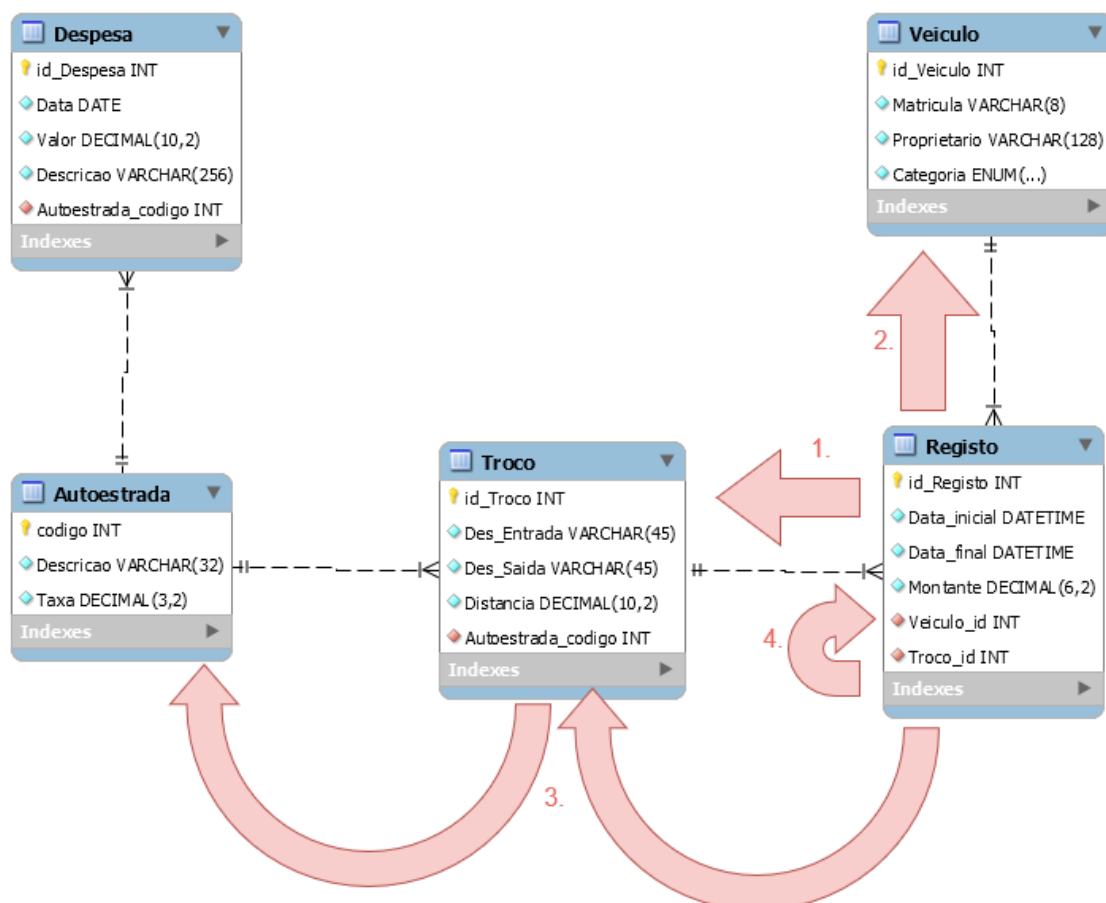 Despesa
id_Despesa INT
Data DATE
Valor DECIMAL(10,2)
Descricao VARCHAR(256)
Autoestrada_codigo INT
Indexes
Veiculo
id_Veiculo INT
Matricula VARCHAR(8)
Proprietario VARCHAR(128)
Categoria ENUM(...)
Indexes
2.
1.
Autoestrada
codigo INT
Descricao VARCHAR(32)
Taxa DECIMAL(3,2)
Indexes
Troco
id_Troco INT
Des_Entrada VARCHAR(45)
Des_Saida VARCHAR(45)
Distancia DECIMAL(10,2)
Autoestrada_codigo INT
Indexes
Registo
id_Registo INT
Data_inicial DATETIME
Data_final DATETIME
Montante DECIMAL(6,2)
Veiculo_id INT
Troco_id INT
Indexes
4.
3.